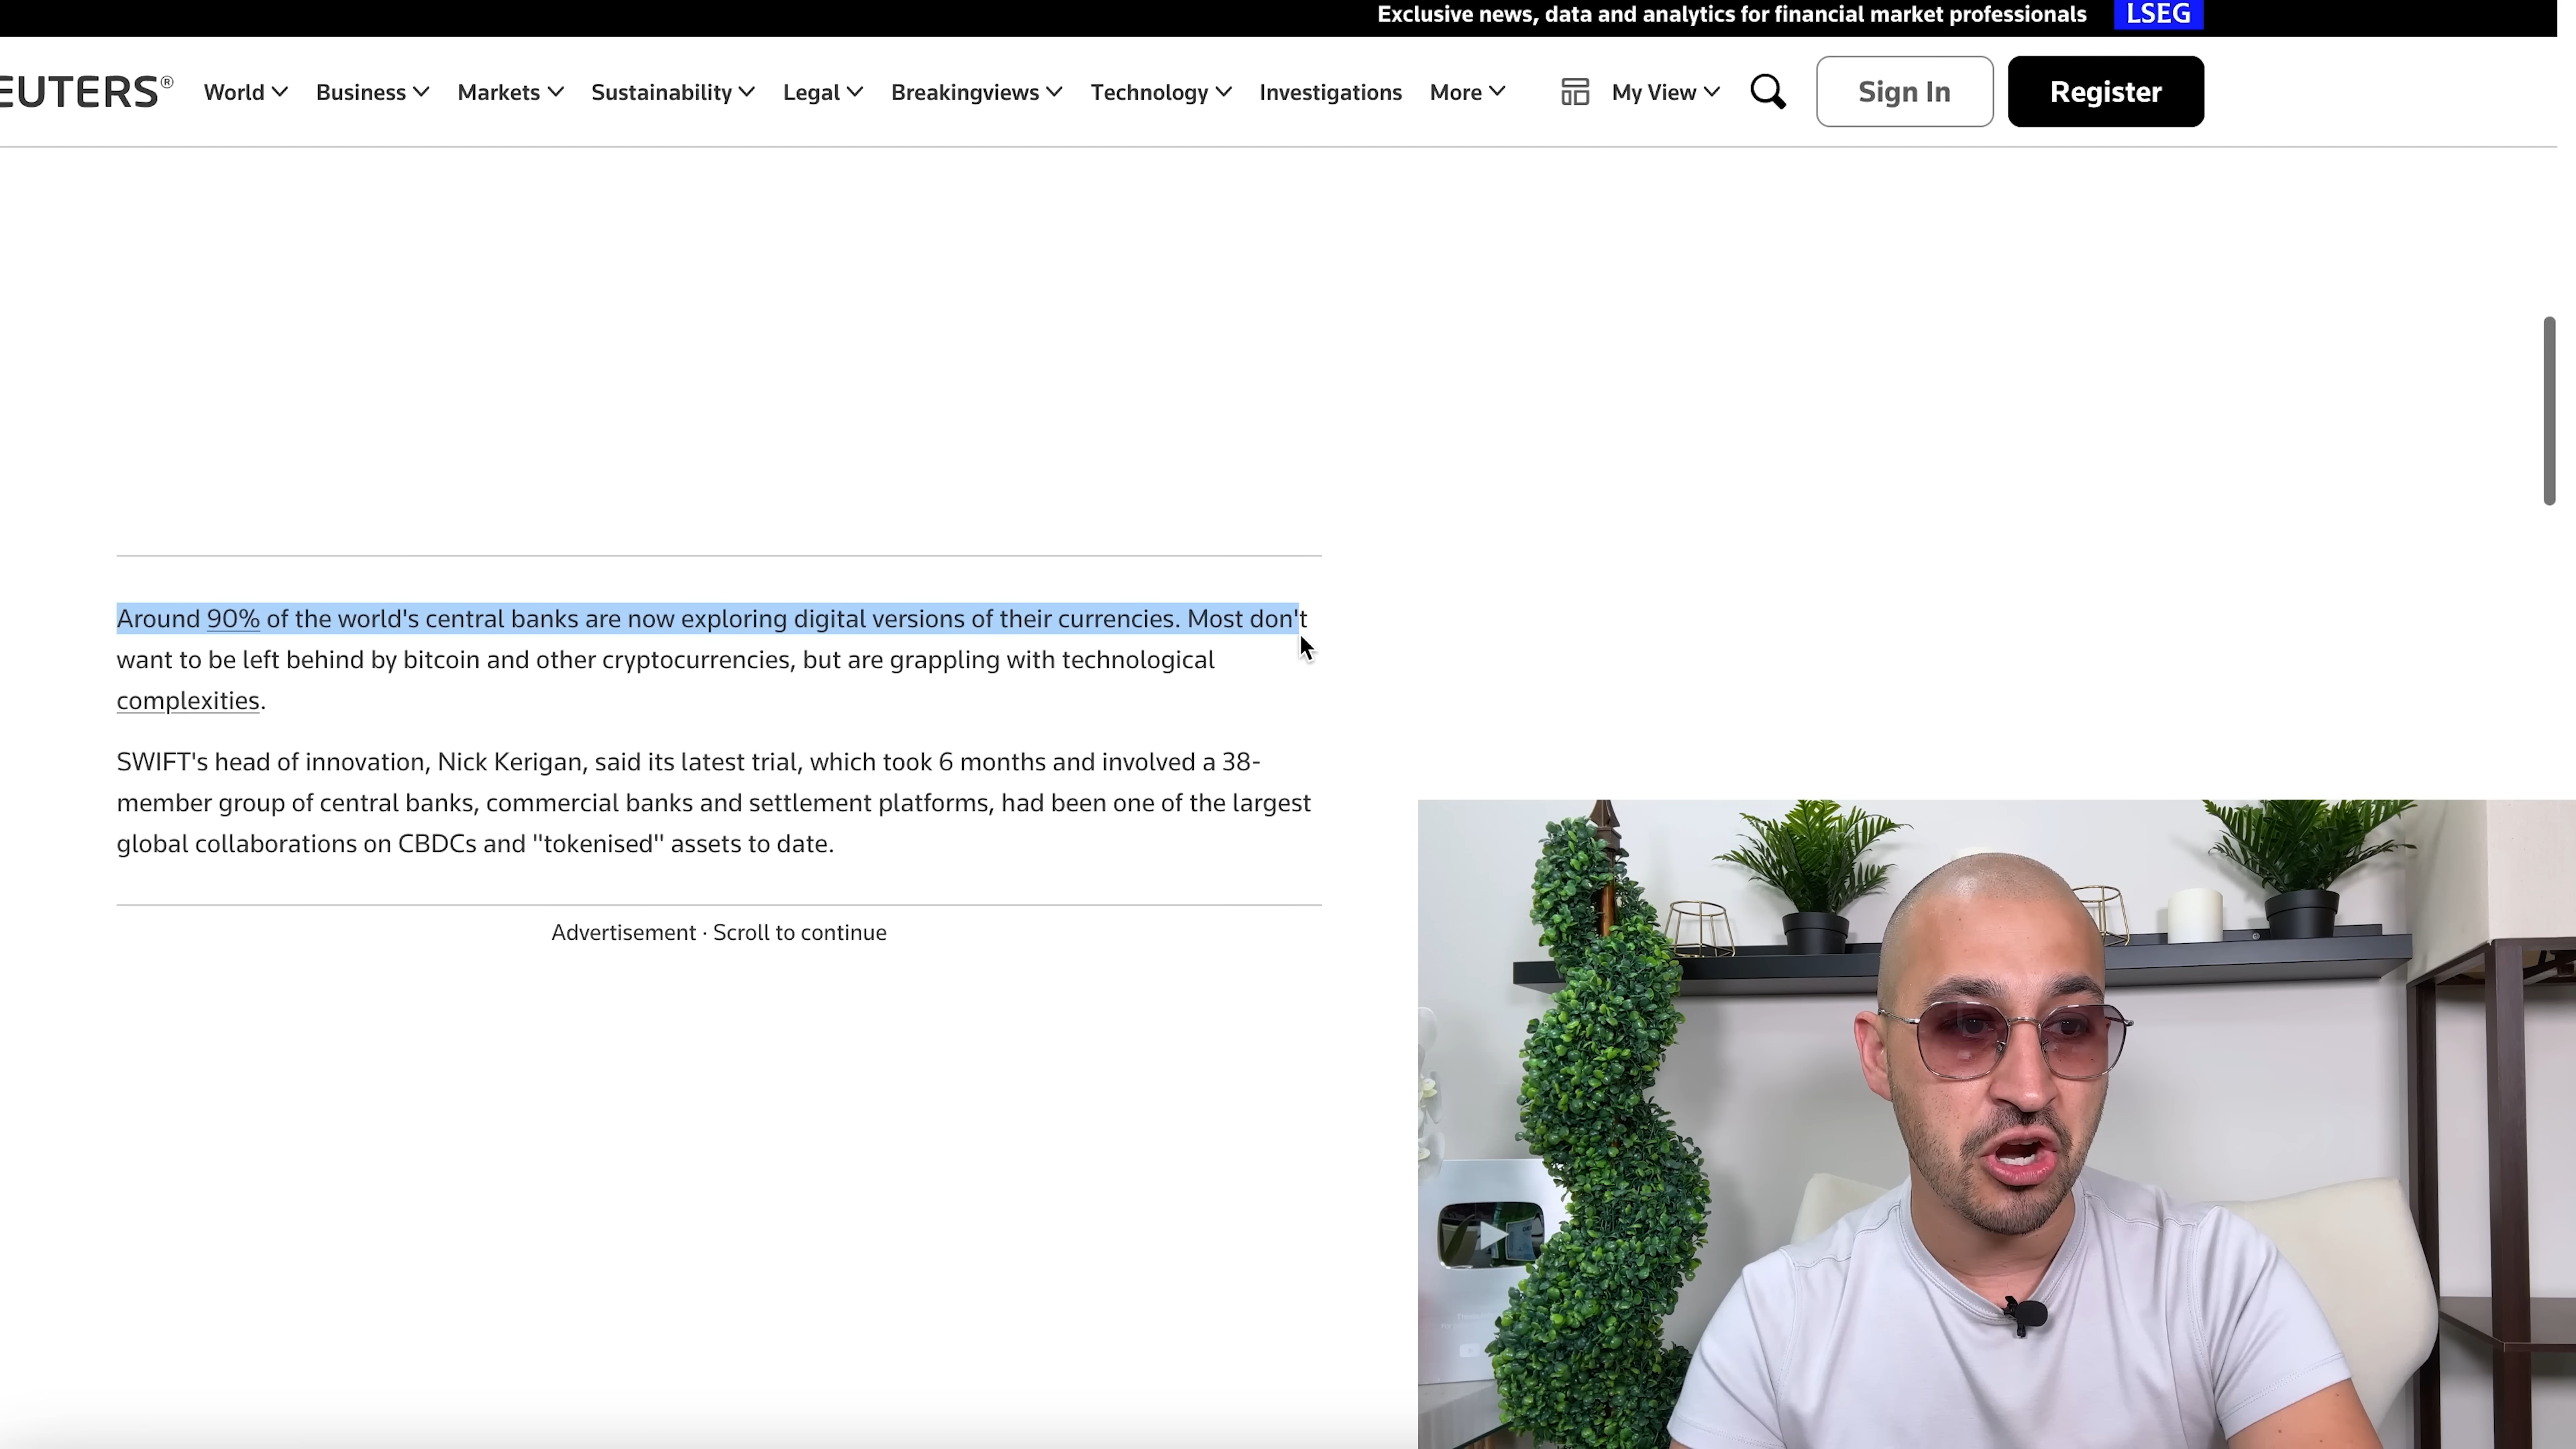 Exclusive news, data and analytics for financial market professionals LSEG
EUTERS® World Business Markets Sustainability Legal Breakingviews Technology Investigations More My View Sign In Register
Around 90% of the world's central banks are now exploring digital versions of their currencies. Most don't
want to be left behind by bitcoin and other cryptocurrencies, but are grappling with technological
complexities.
SWIFT's head of innovation, Nick Kerigan, said its latest trial, which took 6 months and involved a 38-
member group of central banks, commercial banks and settlement platforms, had been one of the largest
global collaborations on CBDCs and "tokenised" assets to date.
Advertisement · Scroll to continue